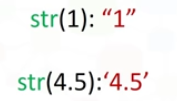 str(1): “1”
str(4.5):‘4.5’